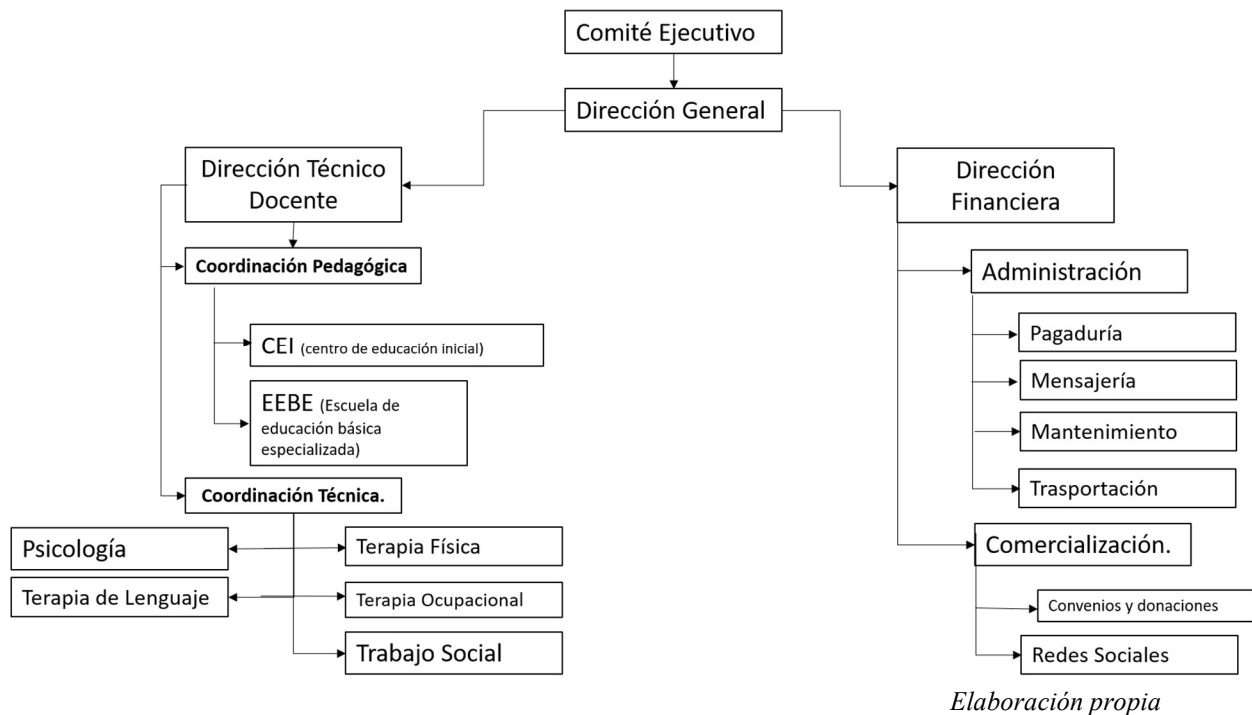 Comité Ejecutivo
Dirección General
Dirección Técnico
Docente
Coordinación Pedagógica
CEI (centro de educación inicial)
EEBE (Escuela de
educación básica
especializada)
Coordinación Técnica.
Psicología
Terapia Física
Terapia de Lenguaje
Terapia Ocupacional
Trabajo Social
Dirección
Financiera
Administración
Pagaduría
Mensajería
Mantenimiento
Trasportación
Comercialización.
Convenios y donaciones
Redes Sociales
Elaboración propia